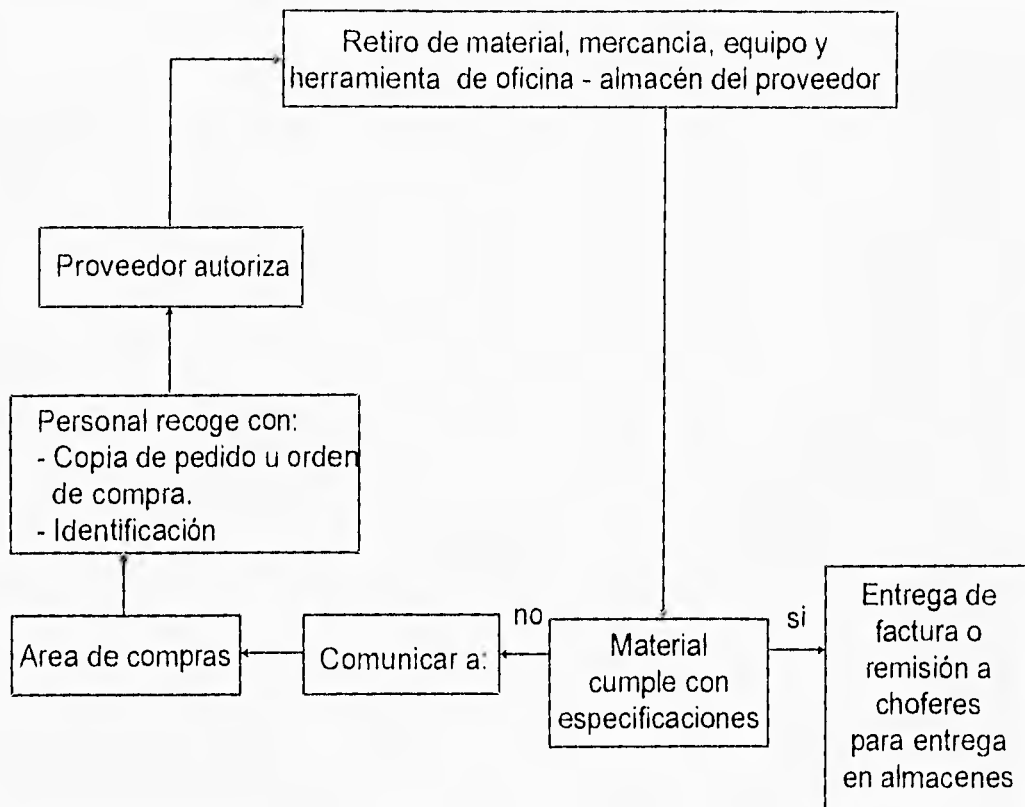 Retiro de material, mercancía, equipo y
herramienta de oficina - almacén del proveedor
Proveedor autoriza
Personal recoge con:
- Copia de pedido u orden
de compra.
- Identificación
Area de compras
Comunicar a:
no
Material
cumple con
especificaciones
si
Entrega de
factura o
remisión a
choferes
para entrega
en almacenes